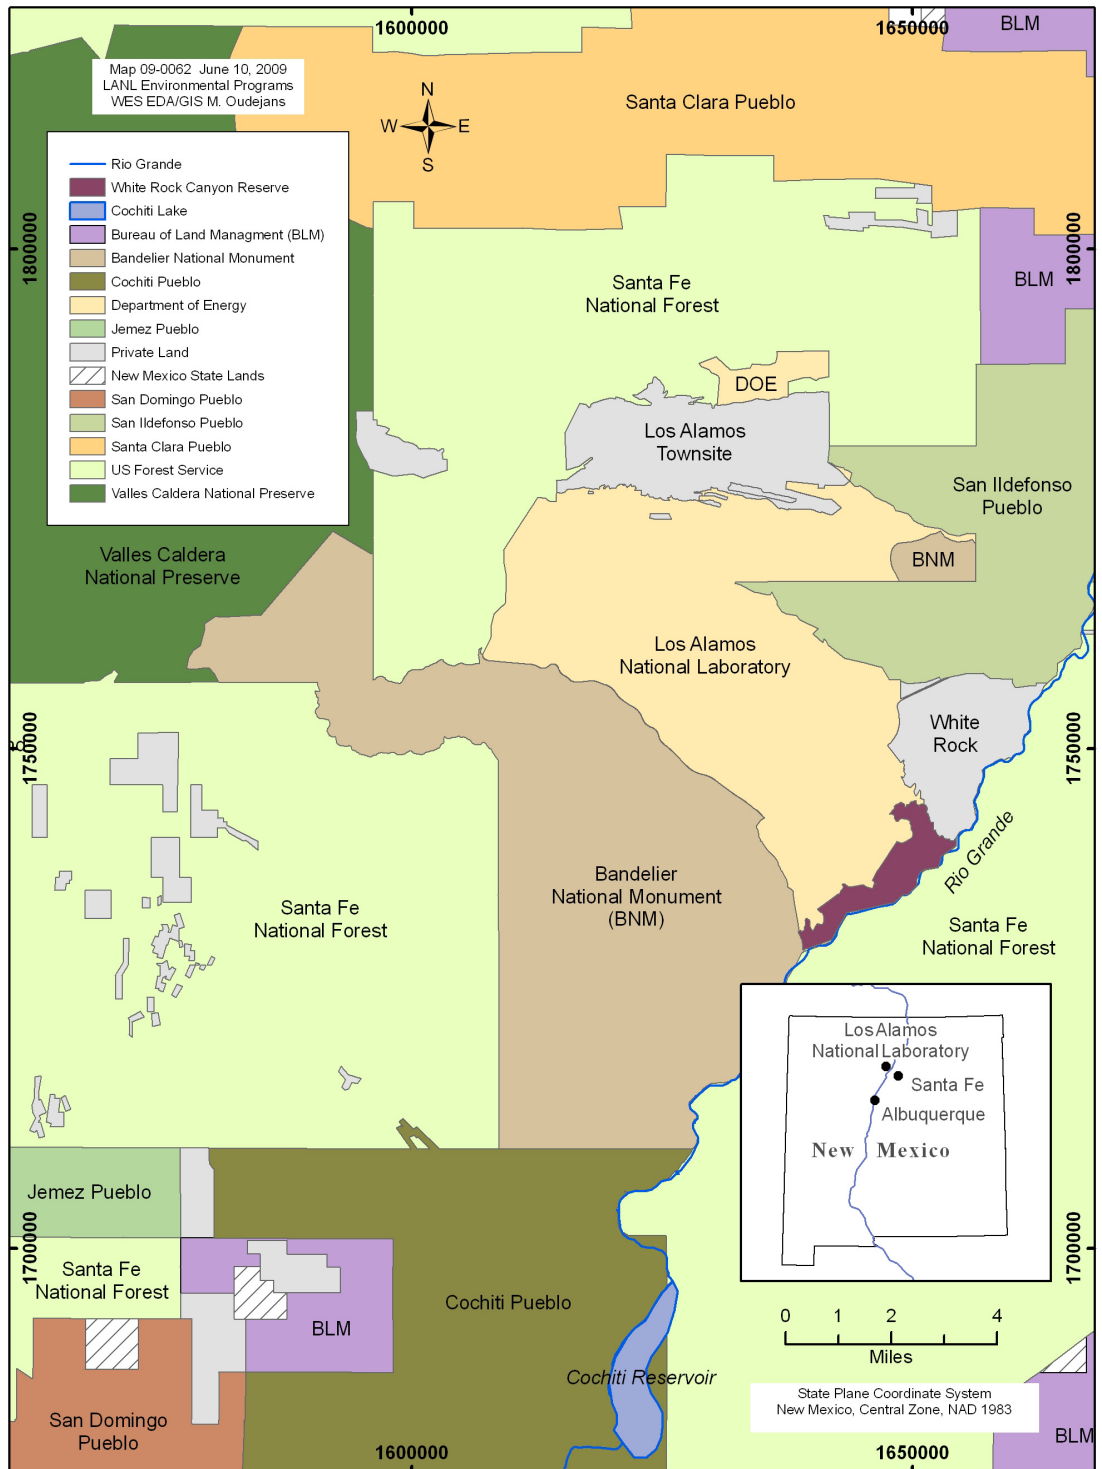 1600000
1650000
BLM
Map 09-0062  June 10, 2009
LANL Environmental Programs
WES EDA/GIS M. Oudejans
N
W
E
S
Santa Clara Pueblo
Rio Grande
White Rock Canyon Reserve
Cochiti Lake
Bureau of Land Managment (BLM)
Bandelier National Monument
Cochiti Pueblo
Department of Energy
Jemez Pueblo
Private Land
New Mexico State Lands
San Domingo Pueblo
San Ildefonso Pueblo
Santa Clara Pueblo
US Forest Service
Valles Caldera National Preserve
1800000
1800000
Santa Fe
National Forest
BLM
DOE
Los Alamos
Townsite
San Ildefonso
Pueblo
Valles Caldera
National Preserve
BNM
Los Alamos
National Laboratory
White
Rock
1750000
1750000
Rio Grande
Bandelier
National Monument
(BNM)
Santa Fe
National Forest
Santa Fe
National Forest
Los Alamos
National Laboratory
Santa Fe
Albuquerque
New Mexico
Jemez Pueblo
1700000
1700000
Santa Fe
National Forest
Cochiti Pueblo
BLM
0 1 2 4
Miles
Cochiti Reservoir
State Plane Coordinate System
New Mexico, Central Zone, NAD 1983
San Domingo
Pueblo
BLM
1600000
1650000